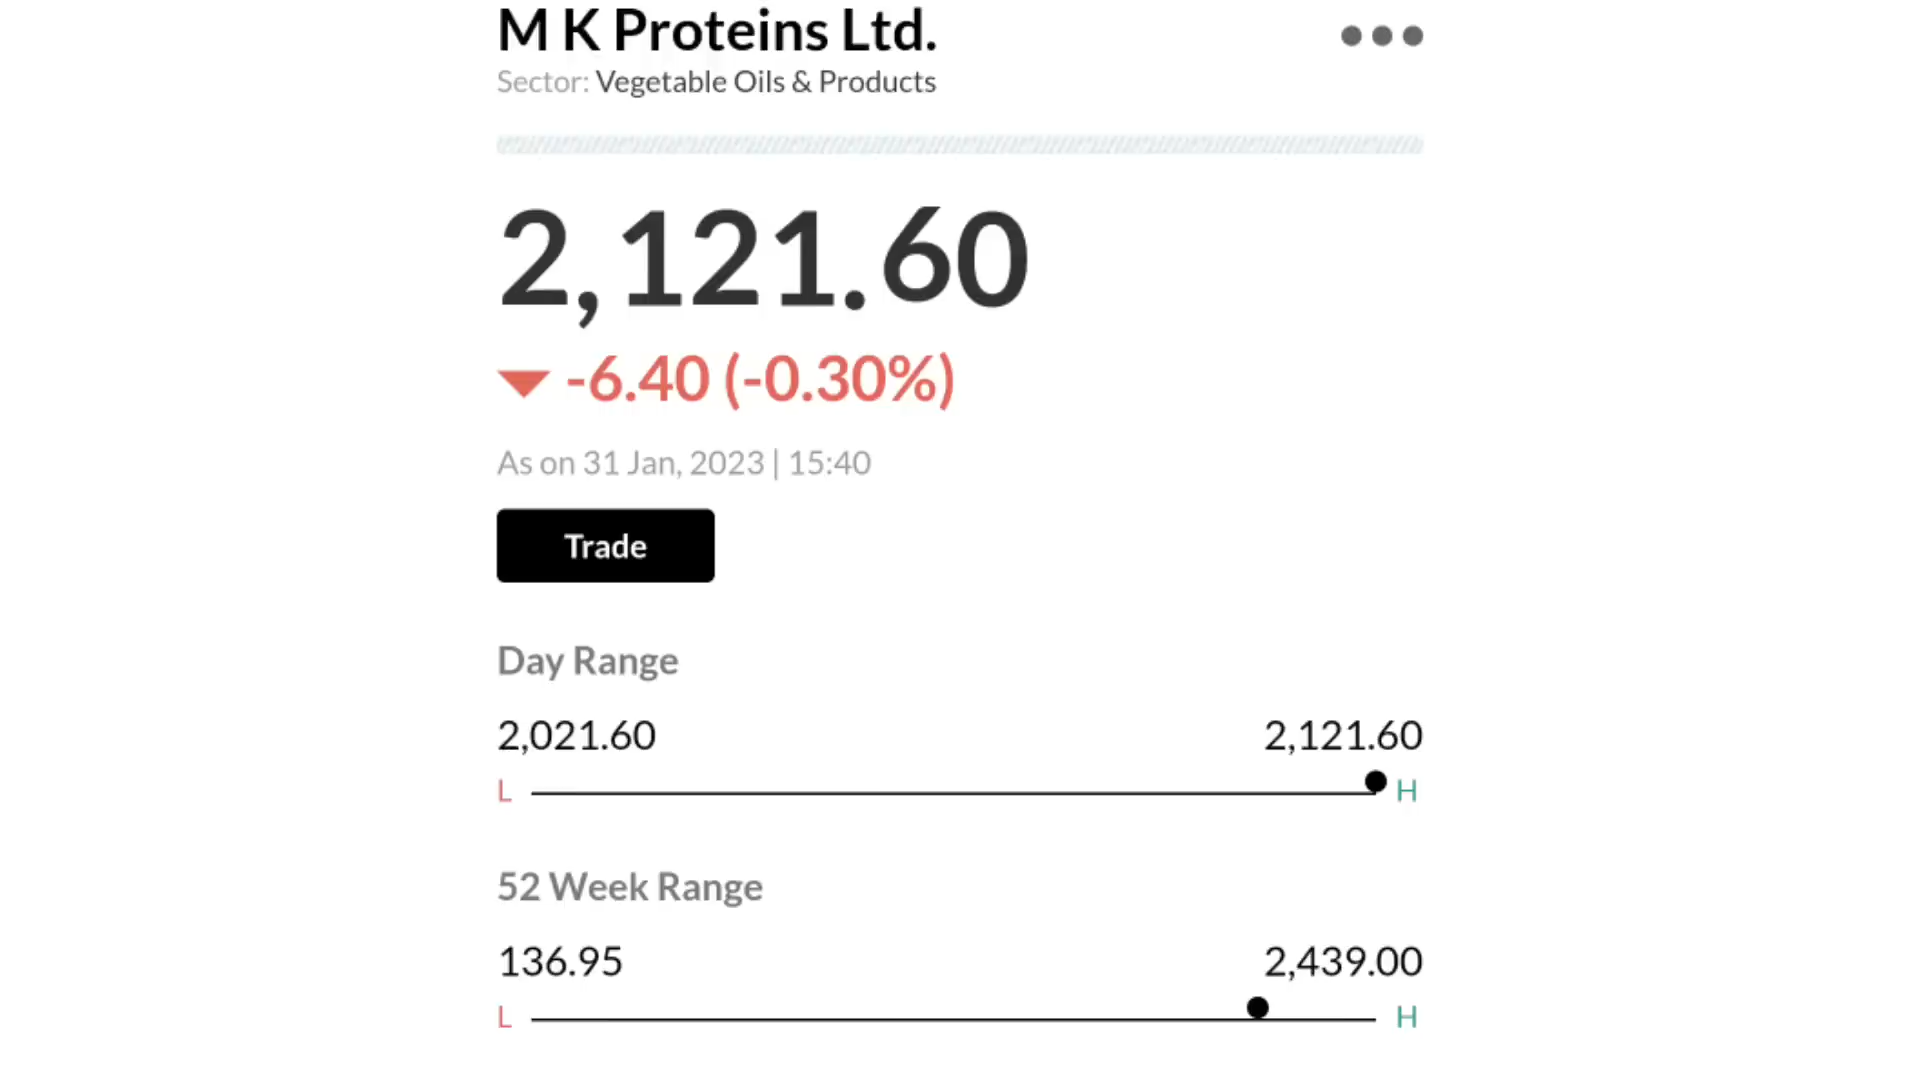 M K Proteins Ltd.
Sector: Vegetable Oils & Products
2,121.60
-6.40 (-0.30%)
As on 31 Jan, 2023 | 15:40
Trade
Day Range
2,021.60 2,121.60
L H
52 Week Range
136.95 2,439.00
L H